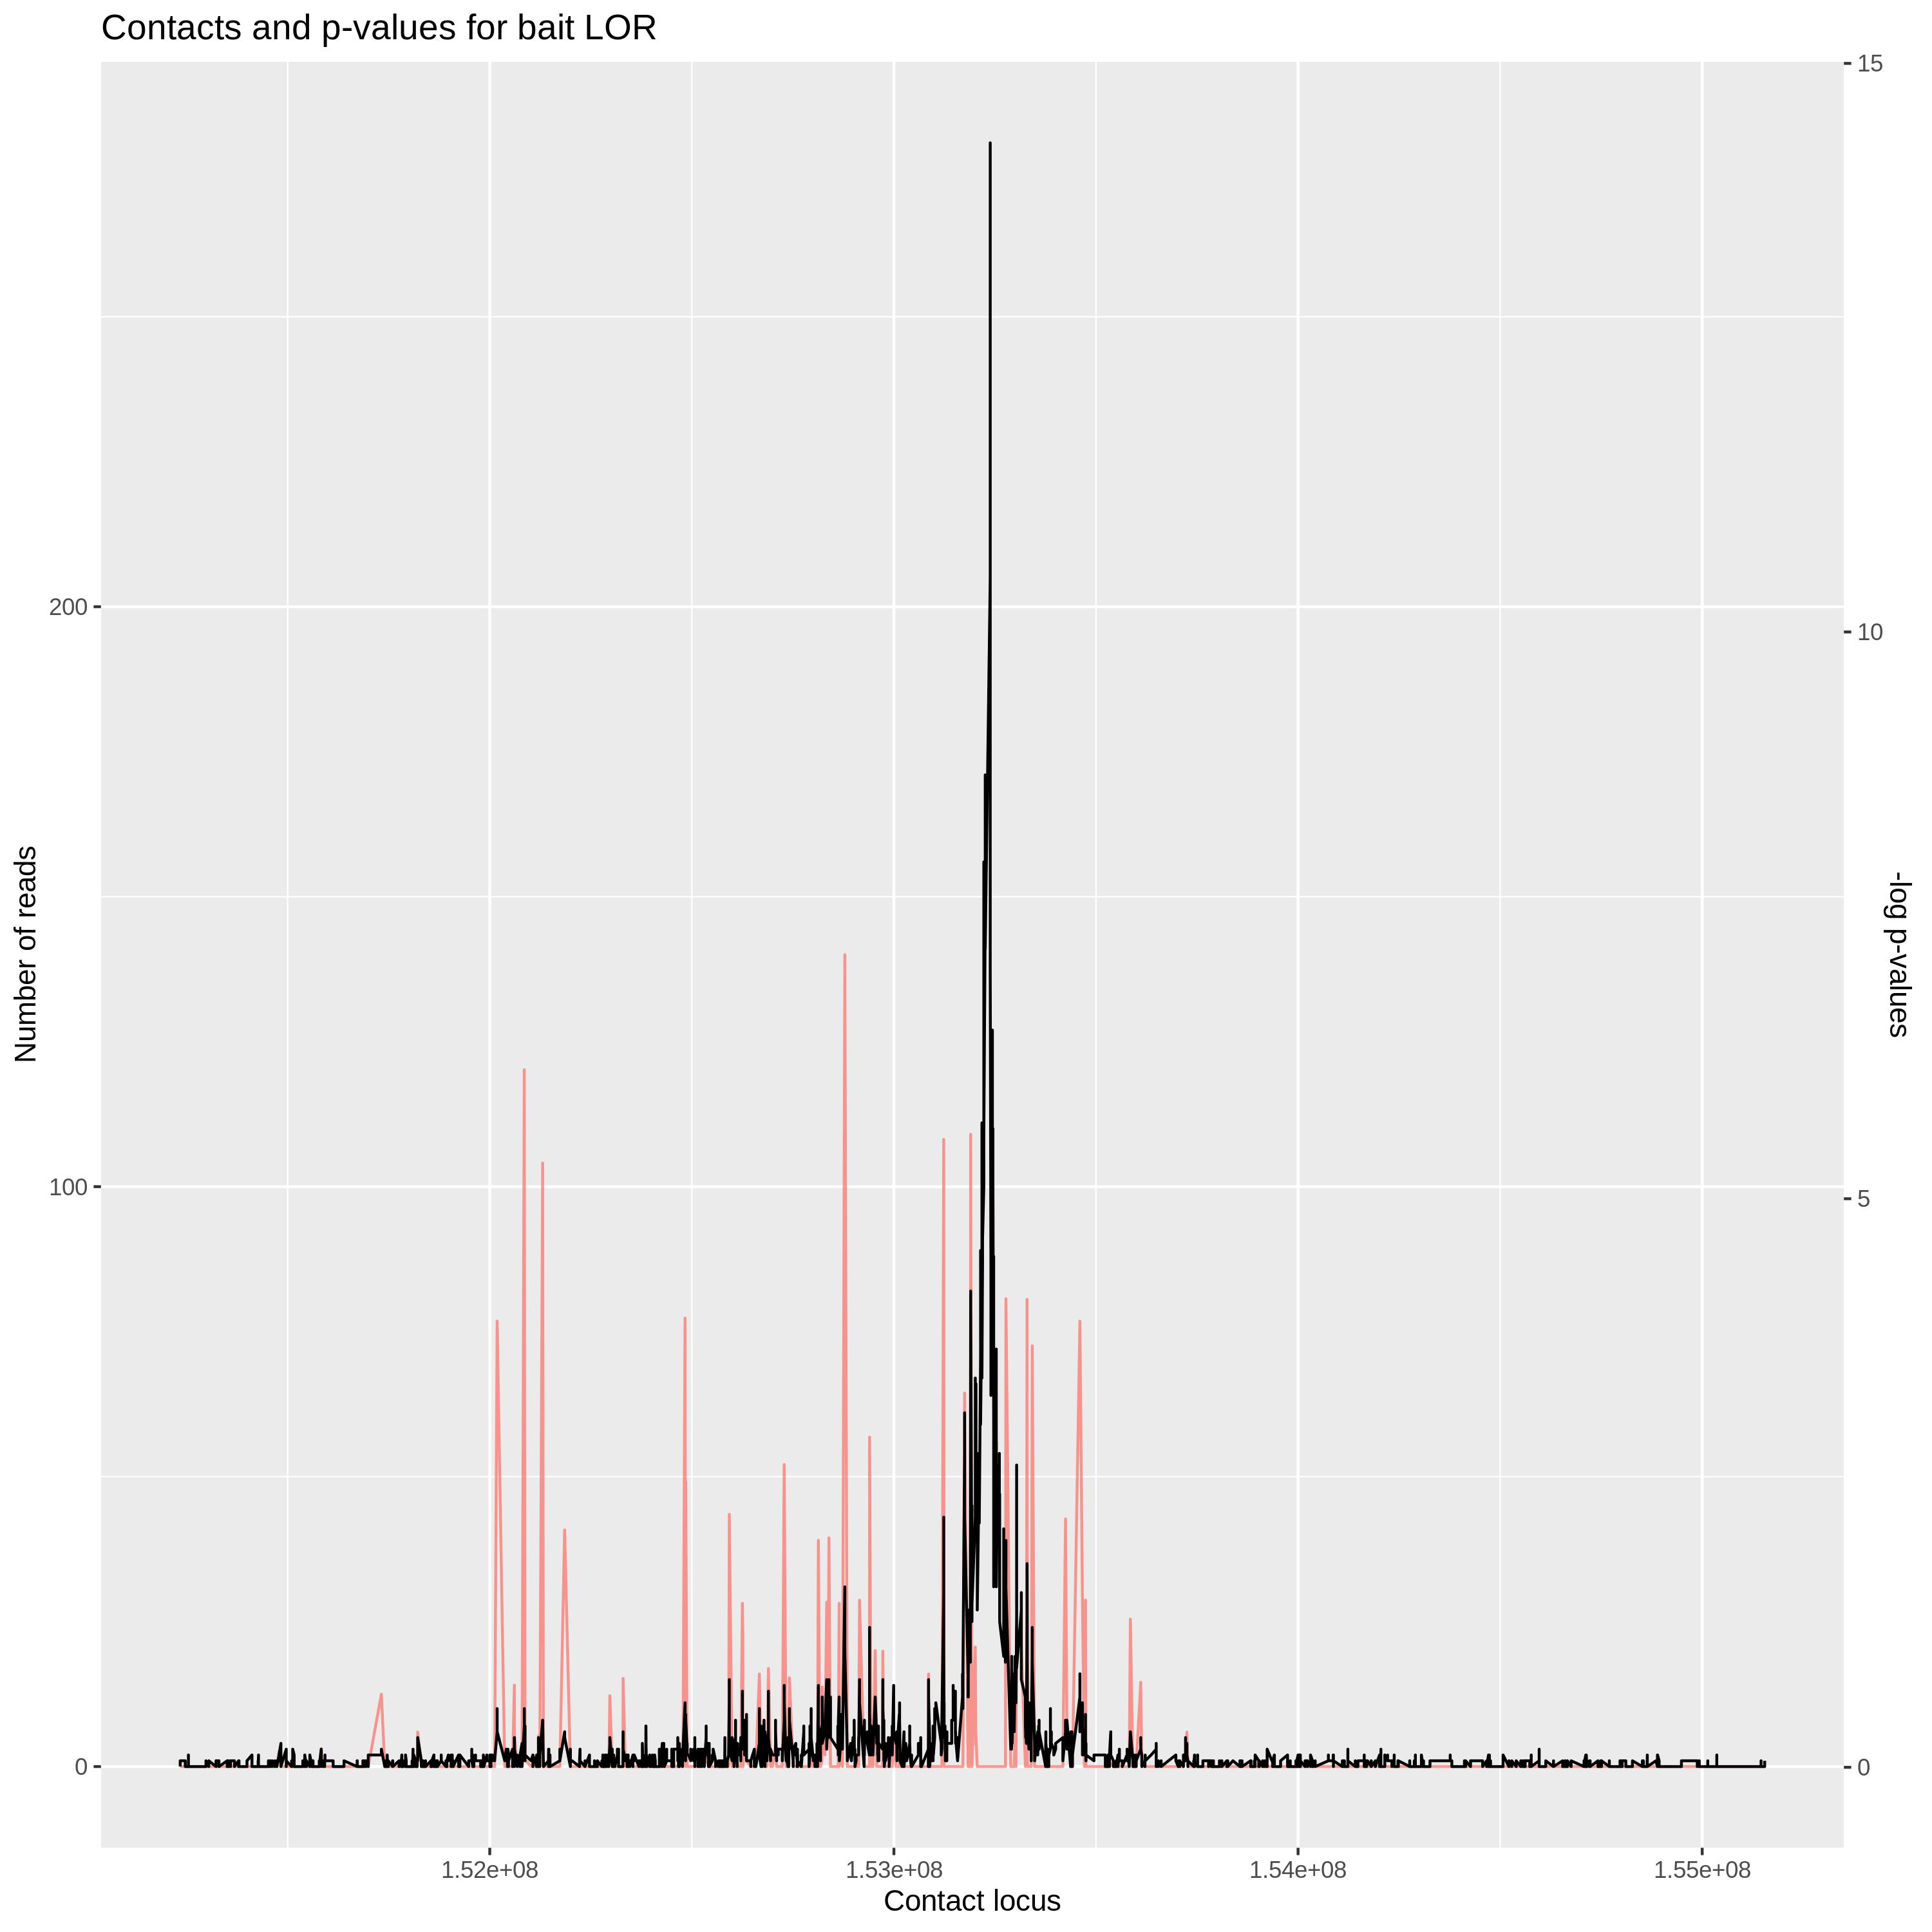 Contacts and p-values for bait LOR
15
200
10
Number of reads
-log p-values
100
5
0
0
1.52e+08
1.53e+08
1.54e+08
1.55e+08
Contact locus